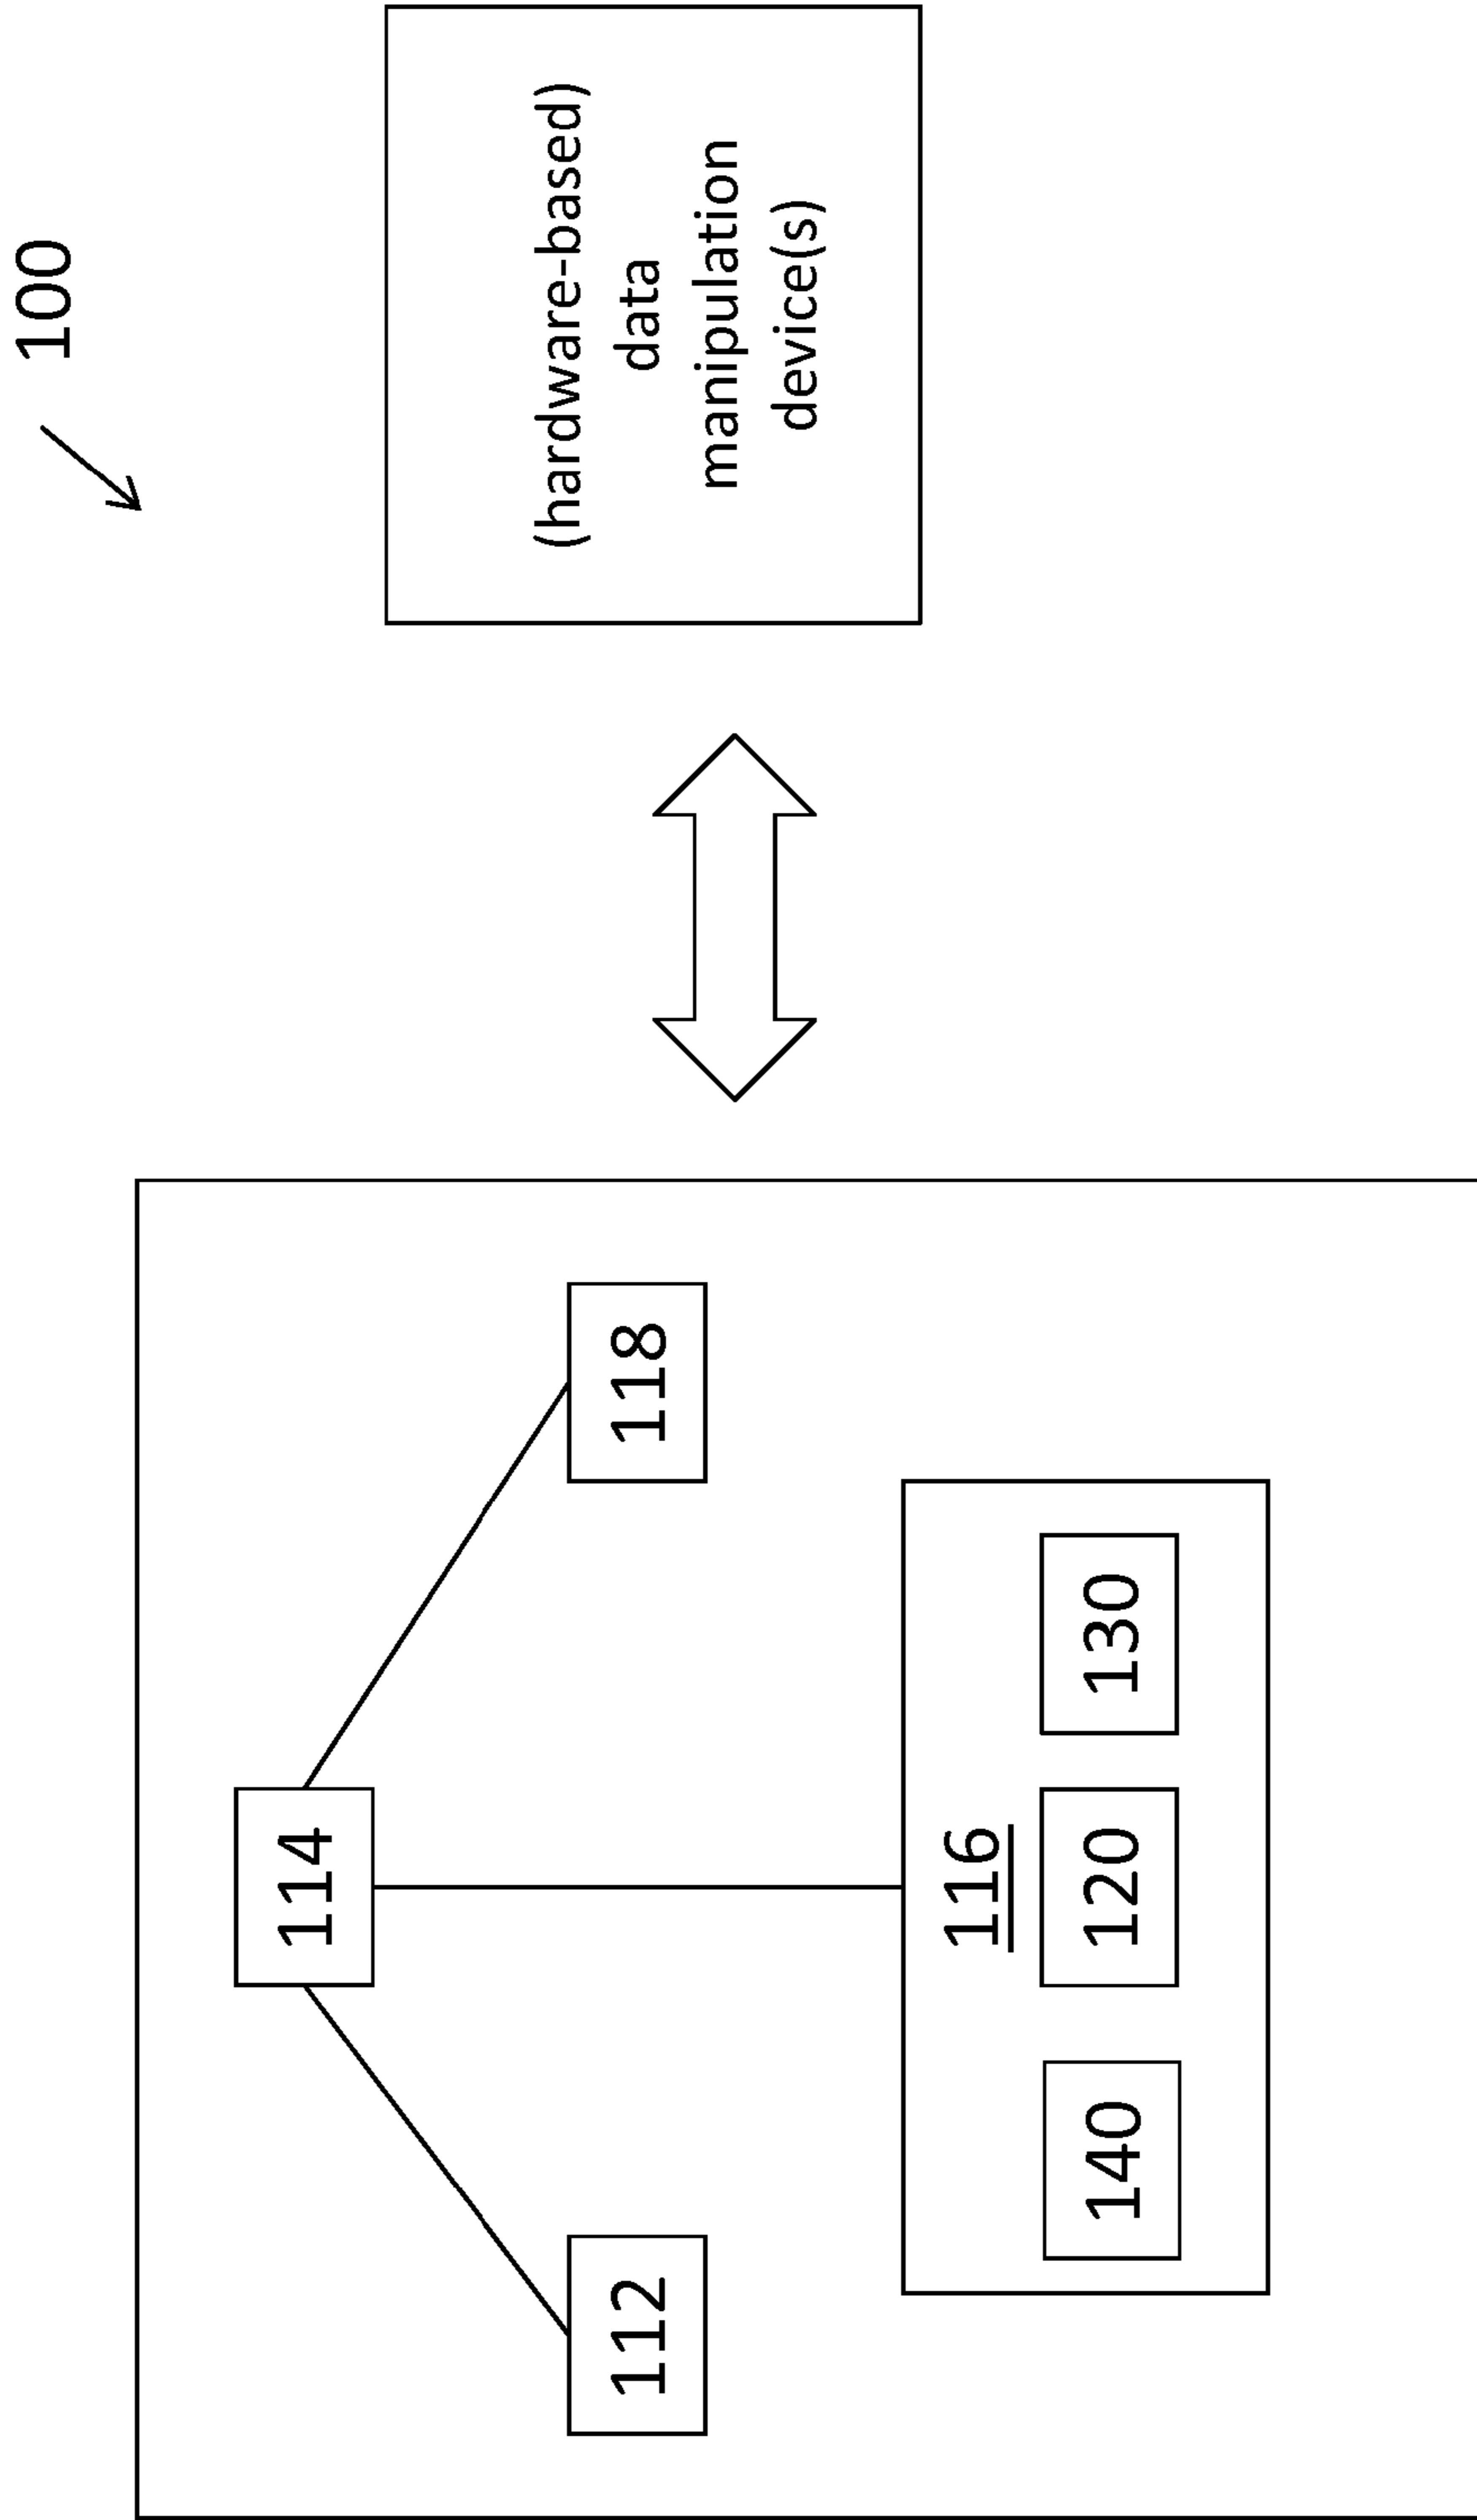 100
114
112
118
116
140
120
130
(hardware-based)
data
manipulation
device(s)